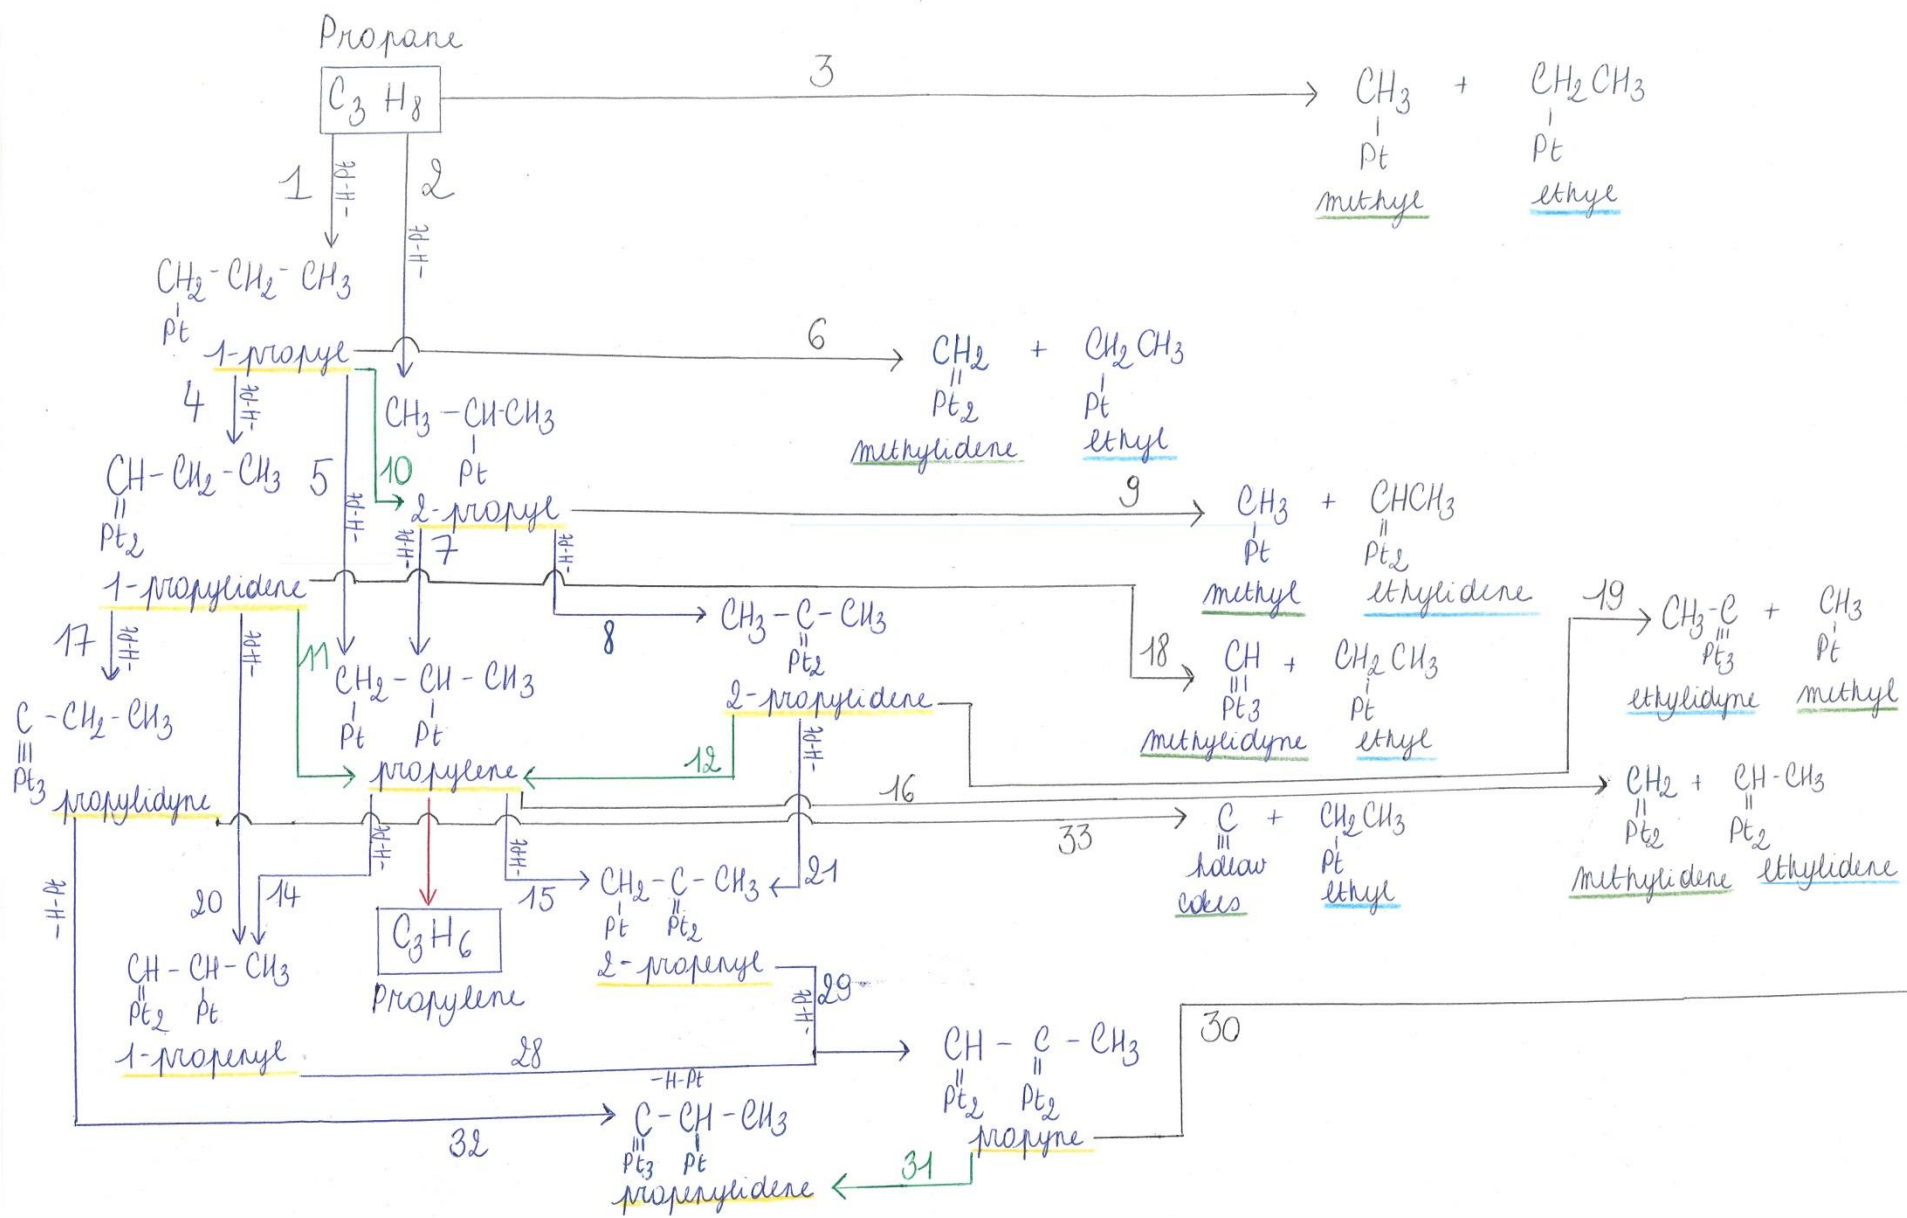 Propane
C3 H8
3
CH3 + CH2CH3
Pt Pt
methyl ethyl
1
-H-Pt
2
-H-Pt
CH2-CH2-CH3
Pt
1-propyl
6
CH2 + CH2CH3
Pt2 Pt
methylidene ethyl
4
-H-Pt
CH3-CH-CH3
Pt
CH-CH2-CH3
Pt2
5
-H-Pt
10
2-propyl
9
CH3 + CHCH3
Pt Pt2
methyl ethylidene
-H-Pt
7
-H-Pt
1-propylidene
8
CH3-C-CH3
Pt2
2-propylidene
19
CH3-C + CH3
Pt3 Pt
ethylidyne methyl
17
-H-Pt
-H-Pt
11
CH2-CH-CH3
Pt Pt
propylene
18
CH + CH2CH3
Pt3 Pt
methylidyne ethyl
C-CH2-CH3
Pt3
propylidyne
12
-H-Pt
16
CH2 + CH-CH3
Pt2 Pt2
methylidene ethylidene
33
C + CH2CH3
hollow Pt
cokes ethyl
-H-Pt
-H-Pt
-H-Pt
20
14
15
CH2-C-CH3
Pt Pt2
21
2-propenyl
C3H6
Propylene
CH-CH-CH3
Pt2 Pt
1-propenyl
28
-H-Pt
29
-H-Pt
30
CH-C-CH3
Pt2 Pt2
propyne
32
C-CH-CH3
Pt3 Pt
propenylidene
31